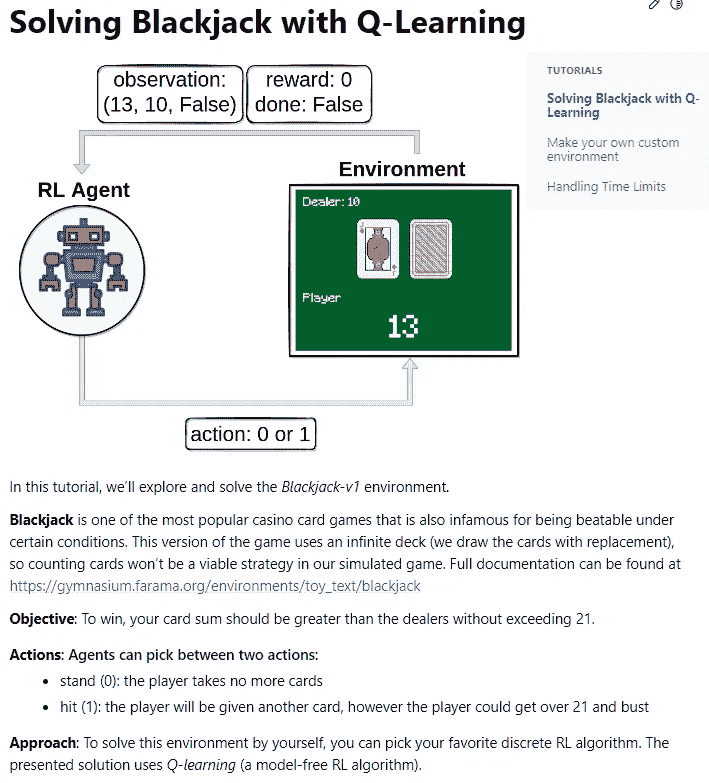 Solving Blackjack with Q-Learning
observation:
(13, 10, False)
reward: 0
done: False
RL Agent
Environment
Dealer: 10
Player
13
action: 0 or 1
TUTORIALS
Solving Blackjack with Q-
Learning
Make your own custom
environment
Handling Time Limits
In this tutorial, we'll explore and solve the Blackjack-v1 environment.
Blackjack is one of the most popular casino card games that is also infamous for being beatable under
certain conditions. This version of the game uses an infinite deck (we draw the cards with replacement),
so counting cards won't be a viable strategy in our simulated game. Full documentation can be found at
https://gymnasium.farama.org/environments/toy_text/blackjack
Objective: To win, your card sum should be greater than the dealers without exceeding 21.
Actions: Agents can pick between two actions:
• stand (0): the player takes no more cards
• hit (1): the player will be given another card, however the player could get over 21 and bust
Approach: To solve this environment by yourself, you can pick your favorite discrete RL algorithm. The
presented solution uses Q-learning (a model-free RL algorithm).